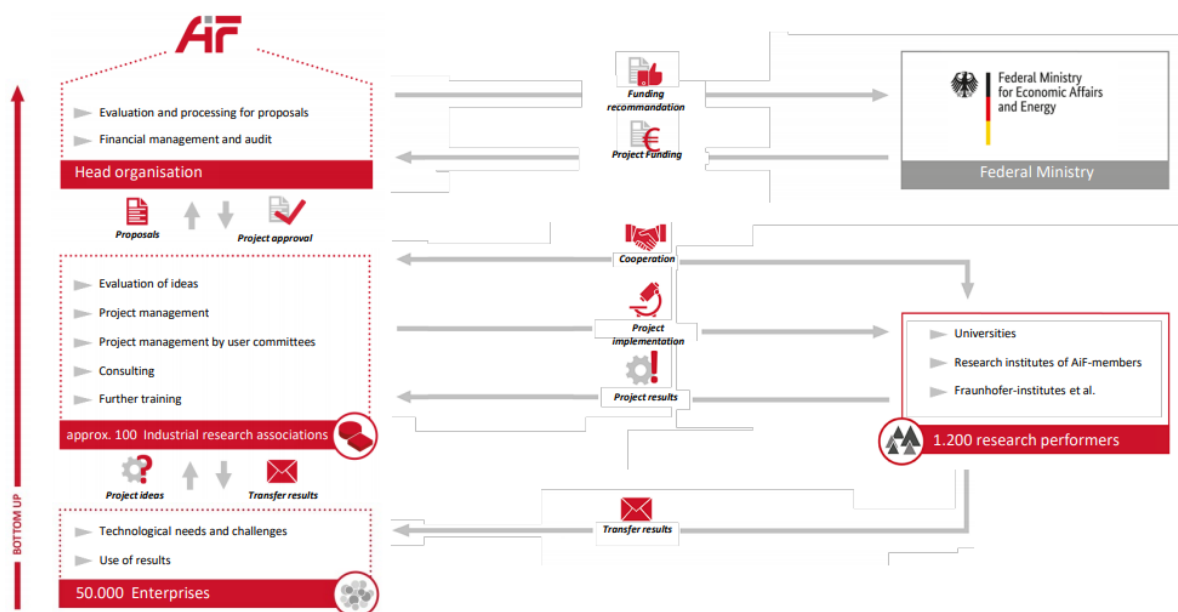 AiF
Evaluation and processing for proposals
Financial management and audit
Head organisation
Funding
recommandation
Project Funding
Federal Ministry
for Economic Affairs
and Energy
Federal Ministry
Proposals
Project approval
Cooperation
Evaluation of ideas
Project management
Project management by user committees
Consulting
Further training
approx. 100 Industrial research associations
Project
implementation
Project results
Universities
Research institutes of AiF-members
Fraunhofer-institutes et al.
1.200 research performers
Project ideas
Transfer results
Technological needs and challenges
Use of results
50.000 Enterprises
Transfer results
BOTTOM UP